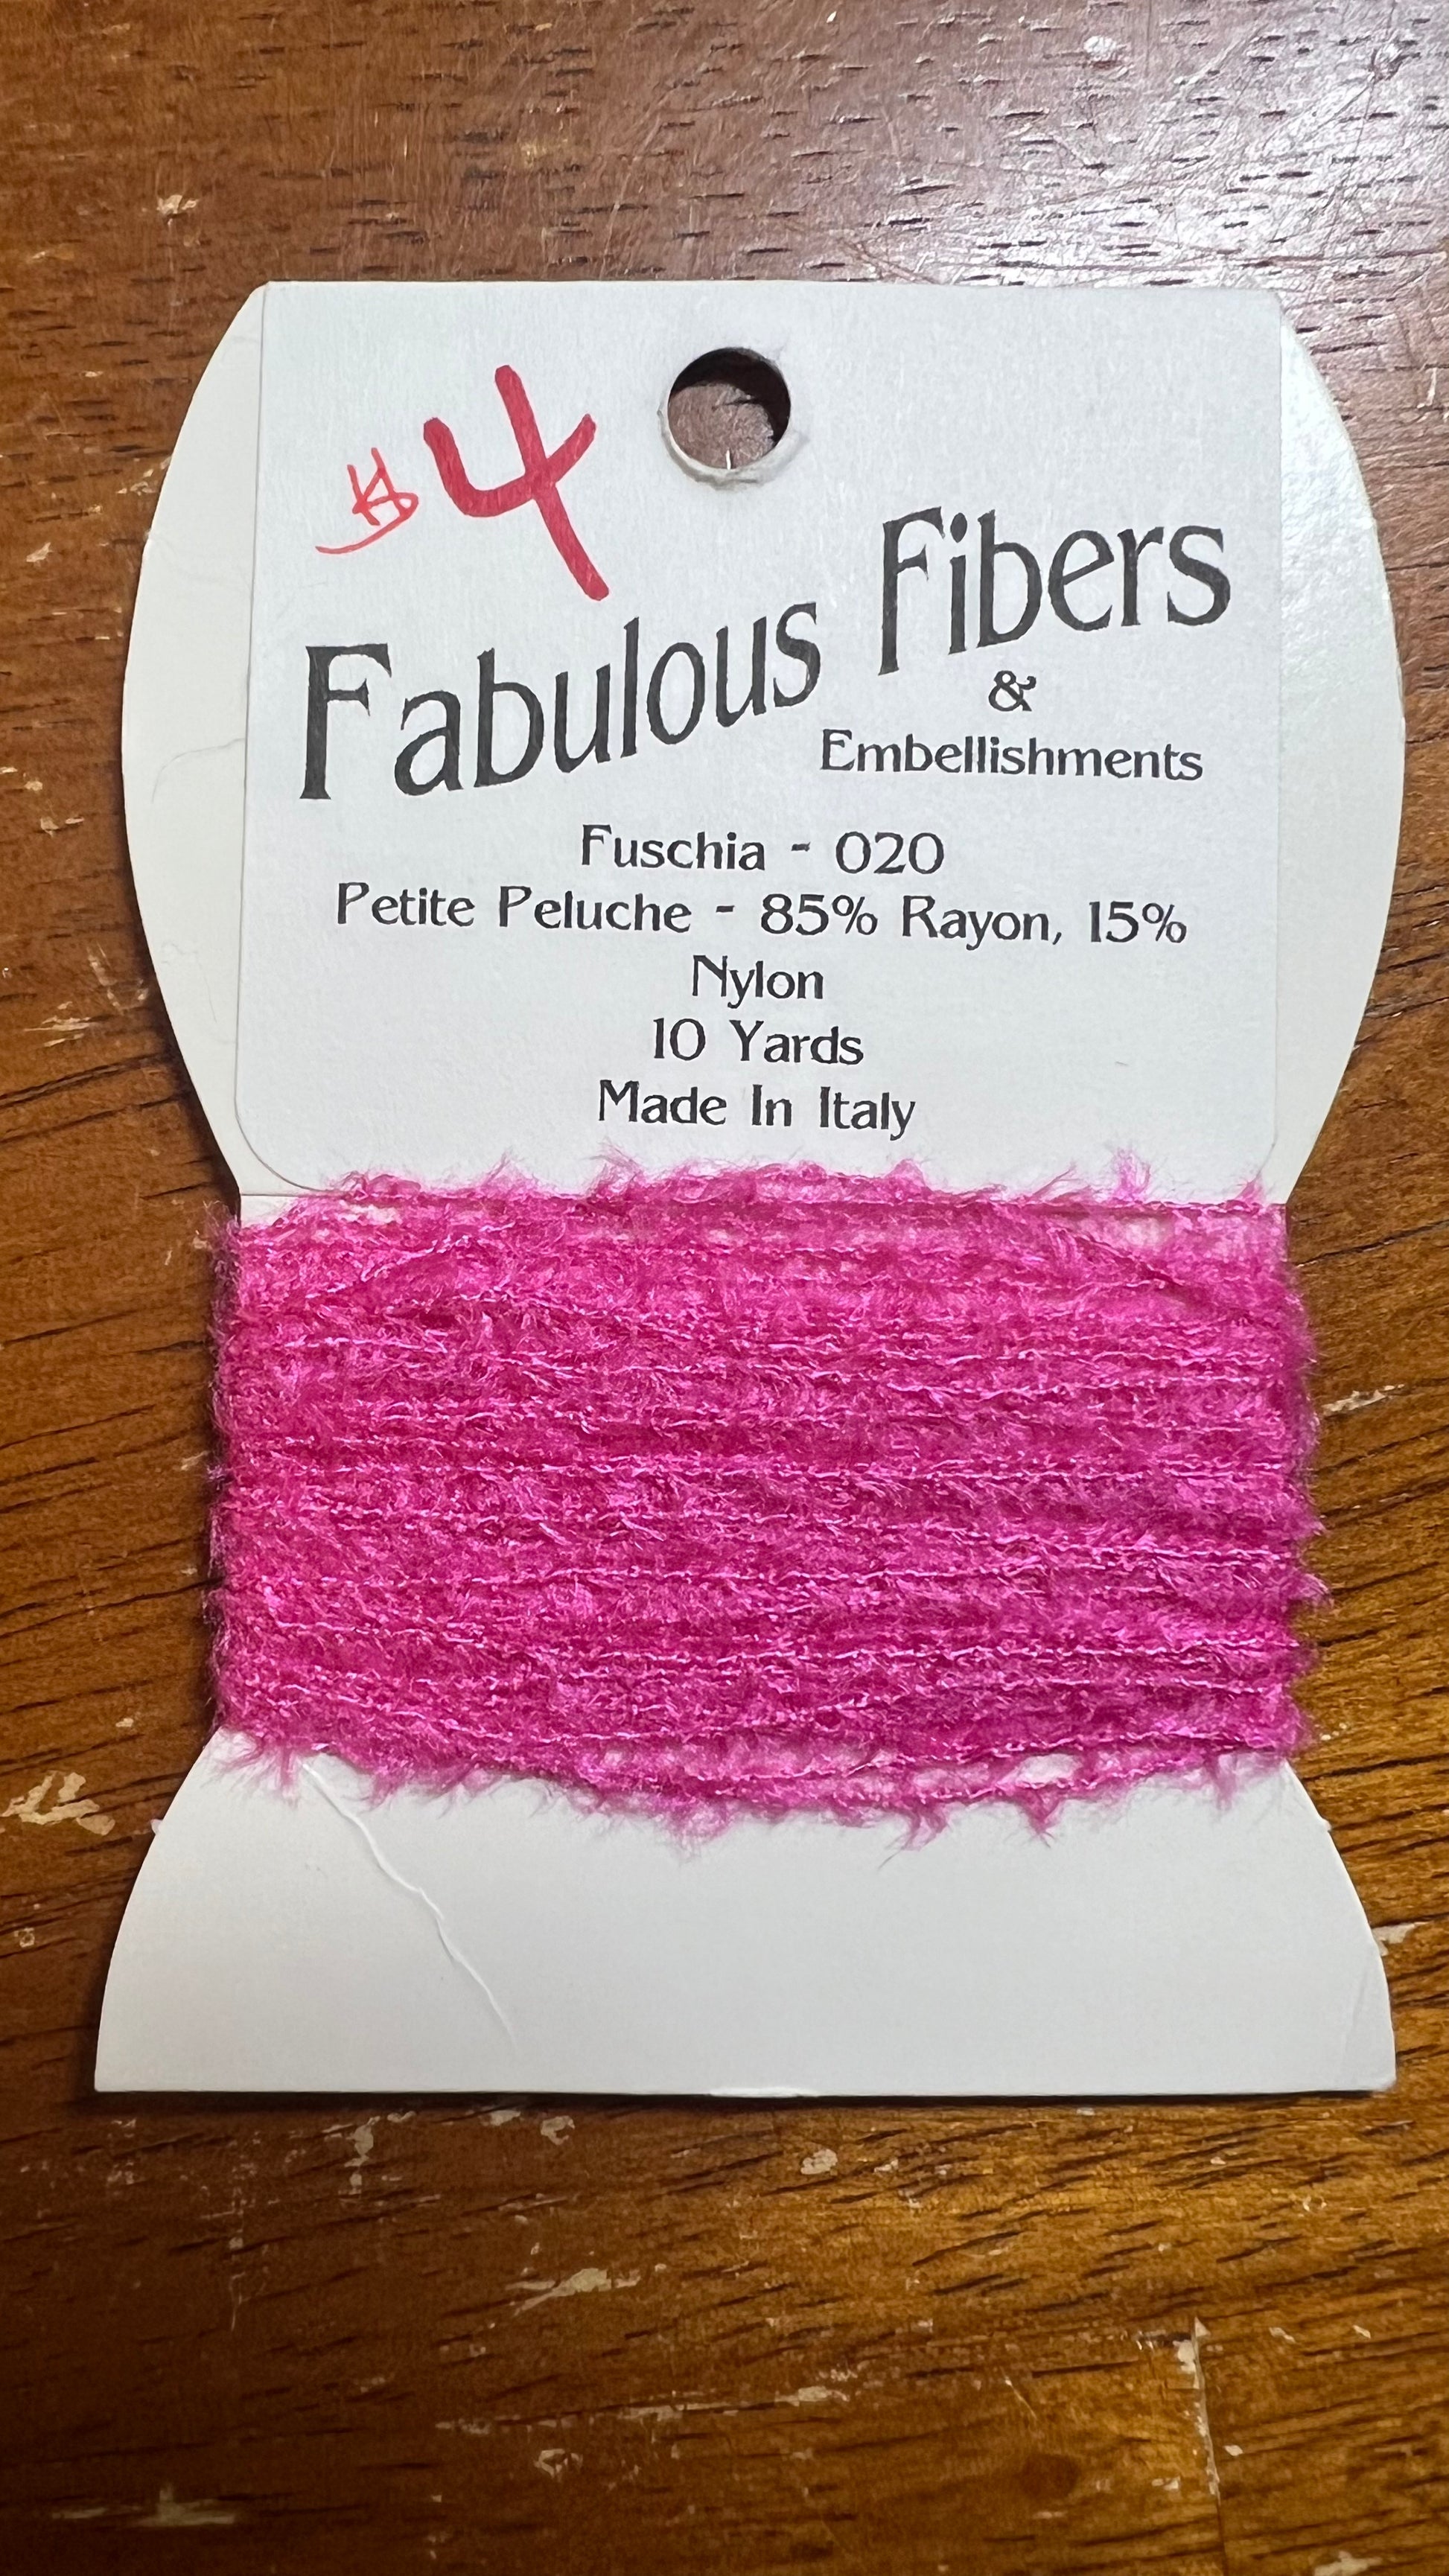 #4
Fabulous Fibers
&
Embellishments
Fuschia - 020
Petite Peluche - 85% Rayon, 15%
Nylon
10 Yards
Made In Italy